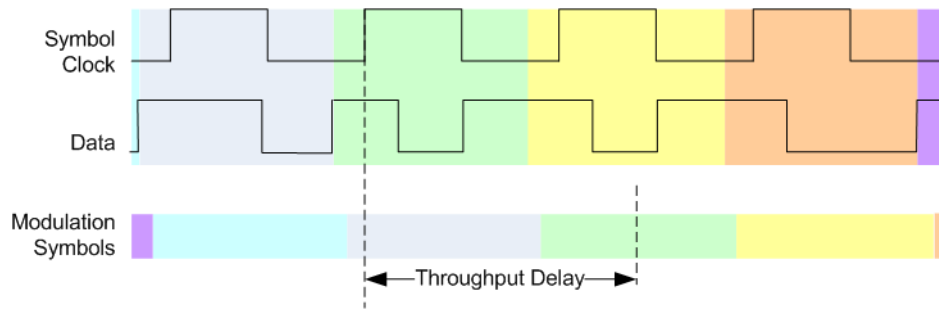 Symbol
Clock
Data
Modulation
Symbols
Throughput Delay